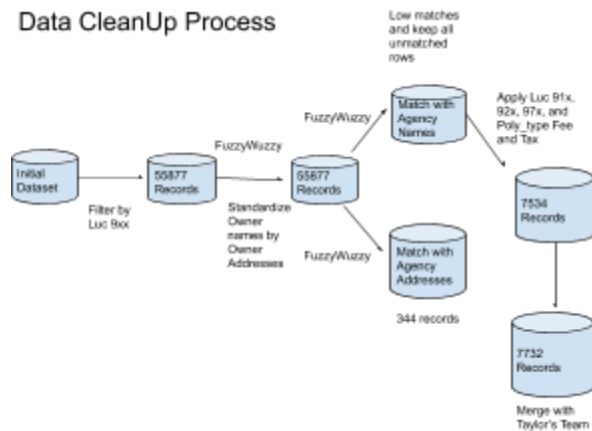 Data CleanUp Process
Low matches
and keep all
unmatched
rows
FuzzyWuzzy
Match with
Agency
Names
Apply Luc 91x,
92x, 97x, and
Poly_type Fee
and Tax
Initial
Dataset
Filter by
Luc 9xx
55877
Records
FuzzyWuzzy
Standardize
Owner
names by
Owner
Addresses
55877
Records
FuzzyWuzzy
Match with
Agency
Addresses
344 records
7534
Records
7732
Records
Merge with
Taylor's Team